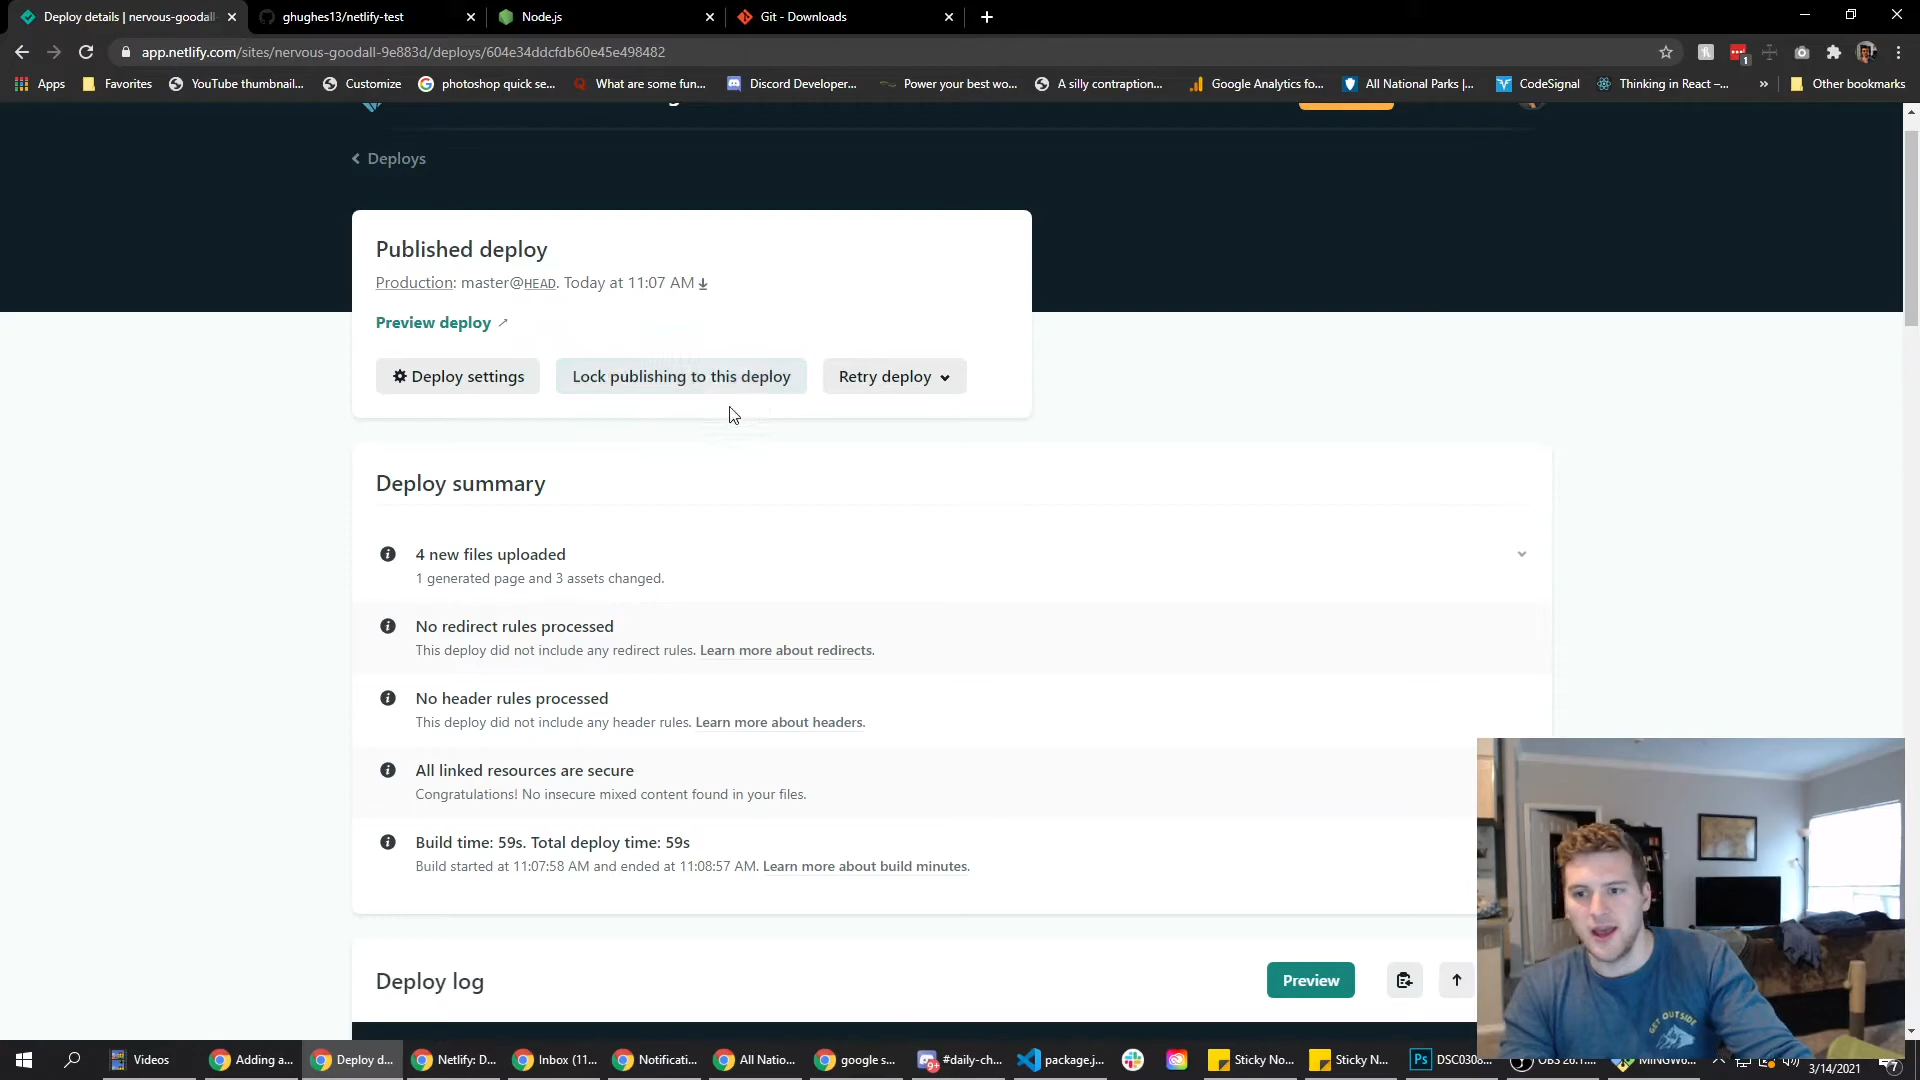 Deploy details | nervous-goodall-
ghughes13/netlify-test
Node.js
Git - Downloads
app.netlify.com/sites/nervous-goodall-9e883d/deploys/604e34ddcfdb60e45e498482
Apps
Favorites
YouTube thumbnail...
Customize
photoshop quick se...
What are some fun...
Discord Developer...
Power your best wo...
A silly contraption...
Google Analytics fo...
All National Parks |...
CodeSignal
Thinking in React –...
»
Other bookmarks
Deploys
Published deploy
Production: master@HEAD. Today at 11:07 AM
Preview deploy
Deploy settings
Lock publishing to this deploy
Retry deploy
Deploy summary
4 new files uploaded
1 generated page and 3 assets changed.
No redirect rules processed
This deploy did not include any redirect rules. Learn more about redirects.
No header rules processed
This deploy did not include any header rules. Learn more about headers.
All linked resources are secure
Congratulations! No insecure mixed content found in your files.
Build time: 59s. Total deploy time: 59s
Build started at 11:07:58 AM and ended at 11:08:57 AM. Learn more about build minutes.
Deploy log
Preview
GET OUTSIDE
Videos
Adding a...
Deploy d...
Netlify: D...
Inbox (11...
Notificati...
All Natio...
google s...
#daily-ch...
package.j...
Sticky No...
Sticky N...
Ps
DSC0308...
OBS 26.1...
MINGW6...
3/14/2021
7